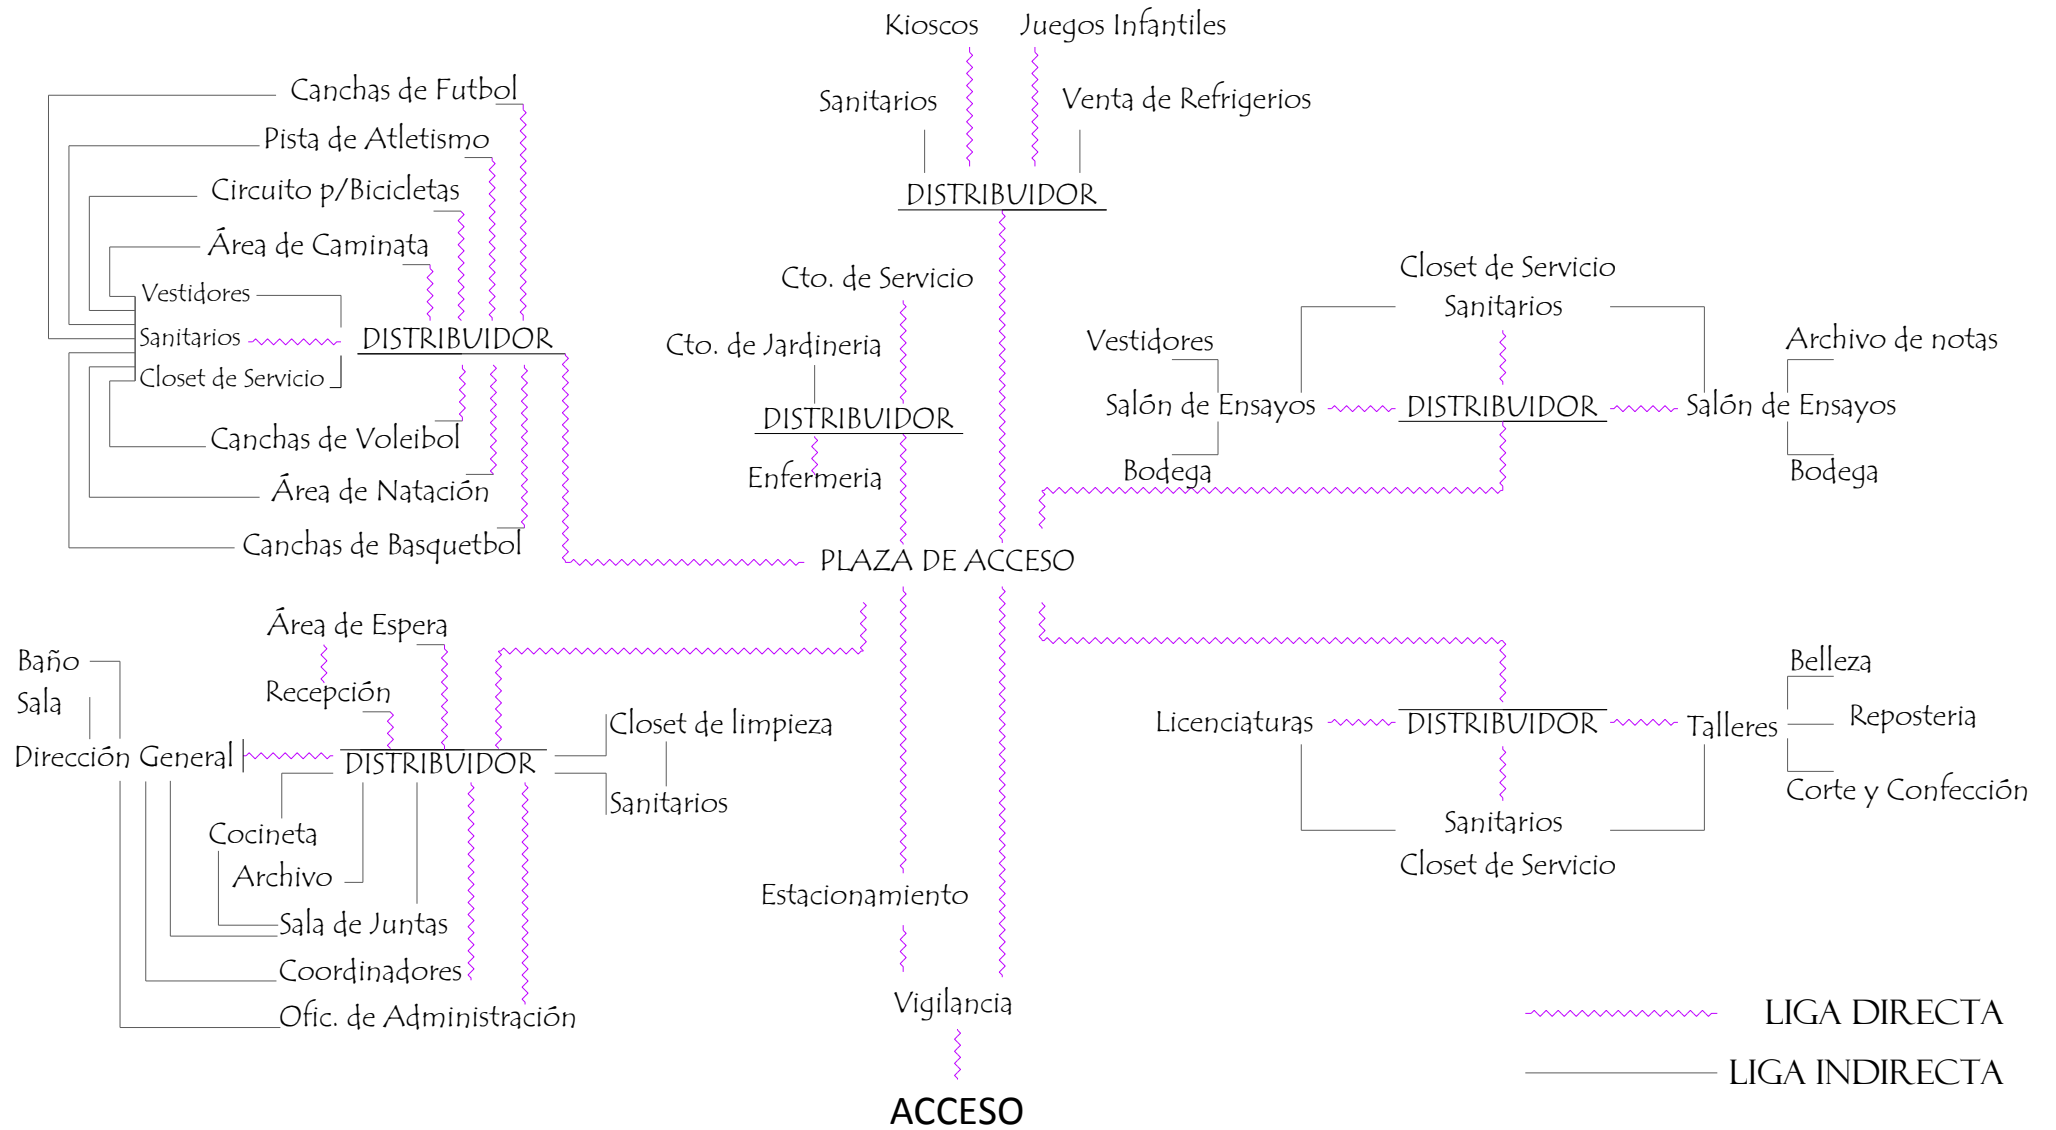 Kioscos
Juegos Infantiles
Sanitarios
Venta de Refrigerios
DISTRIBUIDOR
Canchas de Futbol
Pista de Atletismo
Circuito p/Bicicletas
Área de Caminata
Vestidores
Sanitarios
DISTRIBUIDOR
Closet de Servicio
Canchas de Voleibol
Área de Natación
Canchas de Basquetbol
Cto. de Servicio
Cto. de Jardineria
DISTRIBUIDOR
Enfermeria
Closet de Servicio
Sanitarios
Vestidores
Archivo de notas
Salón de Ensayos
DISTRIBUIDOR
Salón de Ensayos
Bodega
Bodega
PLAZA DE ACCESO
Área de Espera
Baño
Sala
Recepción
Dirección General
DISTRIBUIDOR
Closet de limpieza
Sanitarios
Cocineta
Archivo
Sala de Juntas
Coordinadores
Ofic. de Administración
Belleza
Licenciaturas
DISTRIBUIDOR
Talleres
Reposteria
Corte y Confección
Sanitarios
Closet de Servicio
Estacionamiento
Vigilancia
ACCESO
LIGA DIRECTA
LIGA INDIRECTA